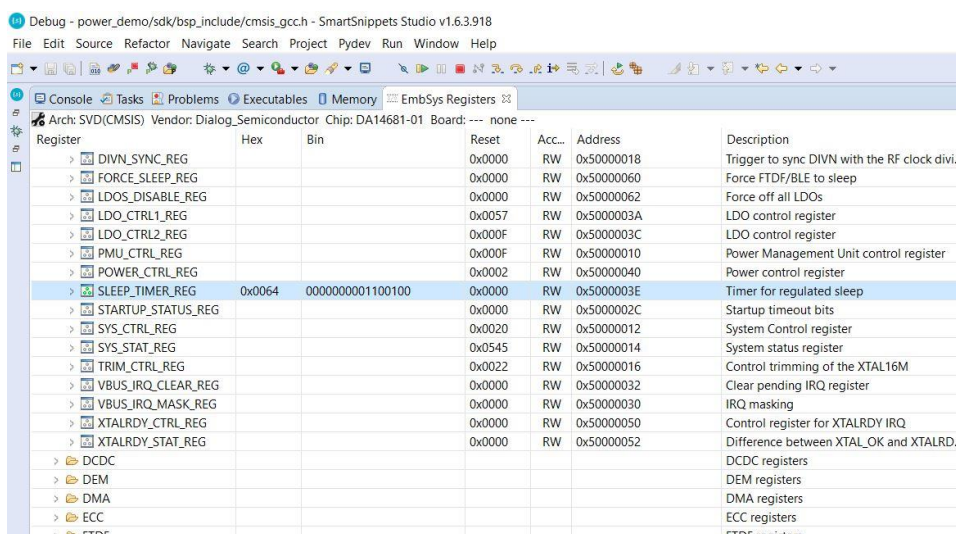 Debug - power_demo/sdk/bsp_include/cmsis_gcc.h - SmartSnippets Studio v1.6.3.918
File Edit Source Refactor Navigate Search Project Pydev Run Window Help
Console Tasks Problems Executables Memory EmbSys Registers
Arch: SVD(CMSIS) Vendor: Dialog_Semiconductor Chip: DA14681-01 Board: --- none ---
Register Hex Bin Reset Acc... Address Description
DIVN_SYNC_REG 0x0000 RW 0x50000018 Trigger to sync DIVN with the RF clock divi.
FORCE_SLEEP_REG 0x0000 RW 0x50000060 Force FTDF/BLE to sleep
LDOS_DISABLE_REG 0x0000 RW 0x50000062 Force off all LDOs
LDO_CTRL1_REG 0x0057 RW 0x5000003A LDO control register
LDO_CTRL2_REG 0x000F RW 0x5000003C LDO control register
PMU_CTRL_REG 0x000F RW 0x50000010 Power Management Unit control register
POWER_CTRL_REG 0x0002 RW 0x50000040 Power control register
SLEEP_TIMER_REG 0x0064 0000000001100100 0x0000 RW 0x5000003E Timer for regulated sleep
STARTUP_STATUS_REG 0x0000 RW 0x5000002C Startup timeout bits
SYS_CTRL_REG 0x0020 RW 0x50000012 System Control register
SYS_STAT_REG 0x0545 RW 0x50000014 System status register
TRIM_CTRL_REG 0x0022 RW 0x50000016 Control trimming of the XTAL16M
VBUS_IRQ_CLEAR_REG 0x0000 RW 0x50000032 Clear pending IRQ register
VBUS_IRQ_MASK_REG 0x0000 RW 0x50000030 IRQ masking
XTALRDY_CTRL_REG 0x0000 RW 0x50000050 Control register for XTALRDY IRQ
XTALRDY_STAT_REG 0x0000 RW 0x50000052 Difference between XTAL_OK and XTALRD.
DCDC DCDC registers
DEM DEM registers
DMA DMA registers
ECC ECC registers